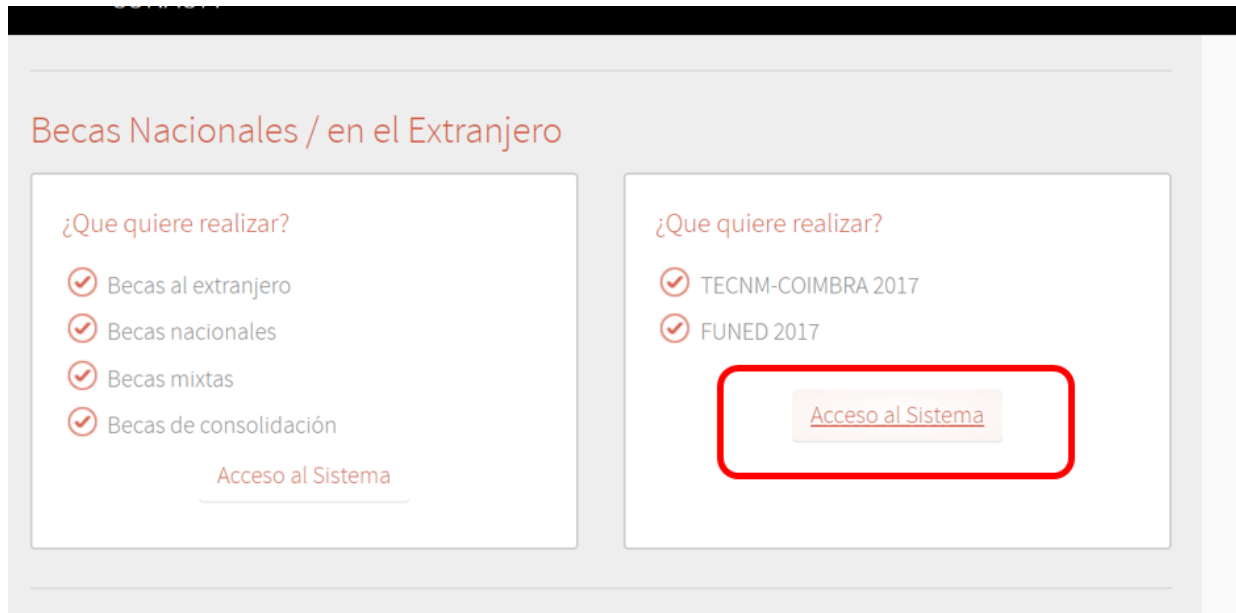 Becas Nacionales / en el Extranjero
¿Que quiere realizar?
Becas al extranjero
Becas nacionales
Becas mixtas
Becas de consolidación
Acceso al Sistema
¿Que quiere realizar?
TECNM-COIMBRA 2017
FUNED 2017
Acceso al Sistema